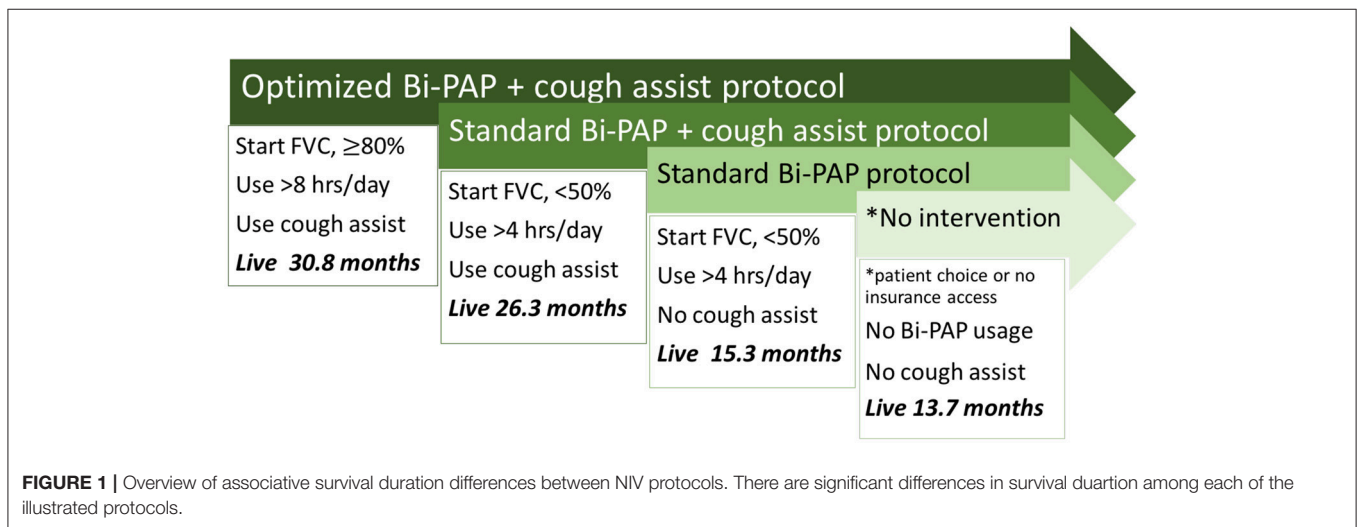 Optimized Bi-PAP + cough assist protocol
Start FVC, ≥80%
Use >8 hrs/day
Use cough assist
Live 30.8 months
Standard Bi-PAP + cough assist protocol
Start FVC, <50%
Use >4 hrs/day
Use cough assist
Live 26.3 months
Standard Bi-PAP protocol
Start FVC, <50%
Use >4 hrs/day
No cough assist
Live 15.3 months
*No intervention
*patient choice or no
insurance access
No Bi-PAP usage
No cough assist
Live 13.7 months
FIGURE 1 | Overview of associative survival duration differences between NIV protocols. There are significant differences in survival duartion among each of the
illustrated protocols.